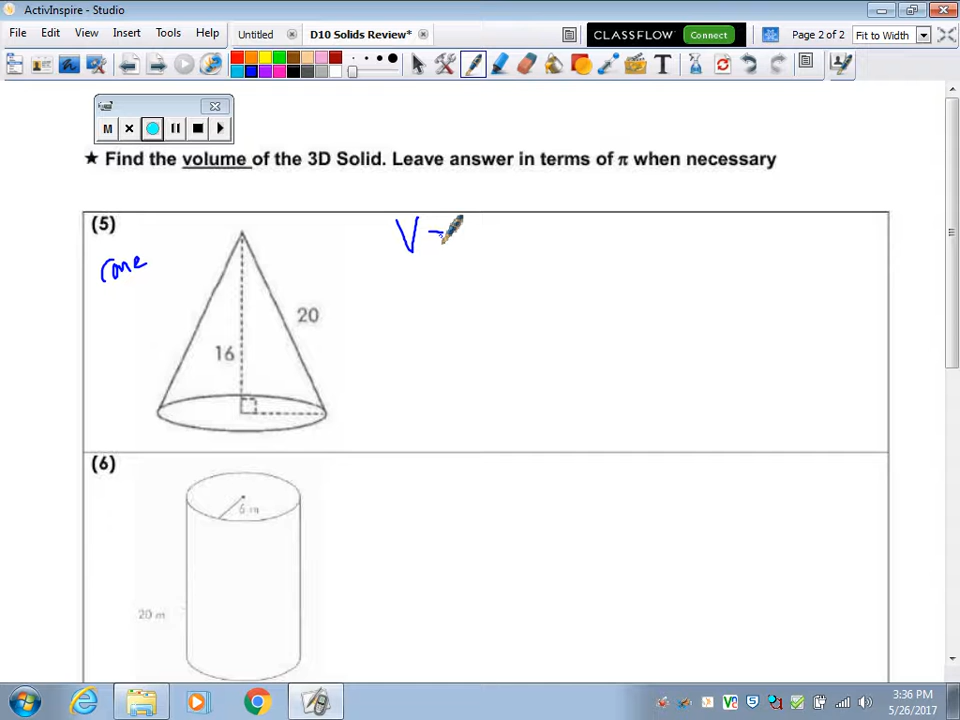 ActivInspire - Studio
File Edit View Insert Tools Help
Untitled
D10 Solids Review*
CLASSFLOW Connect
Page 2 of 2
Fit to Width
M
★ Find the volume of the 3D Solid. Leave answer in terms of π when necessary
(5)
V
cone
20
16
(6)
6 m
20 m
3:36 PM
5/26/2017